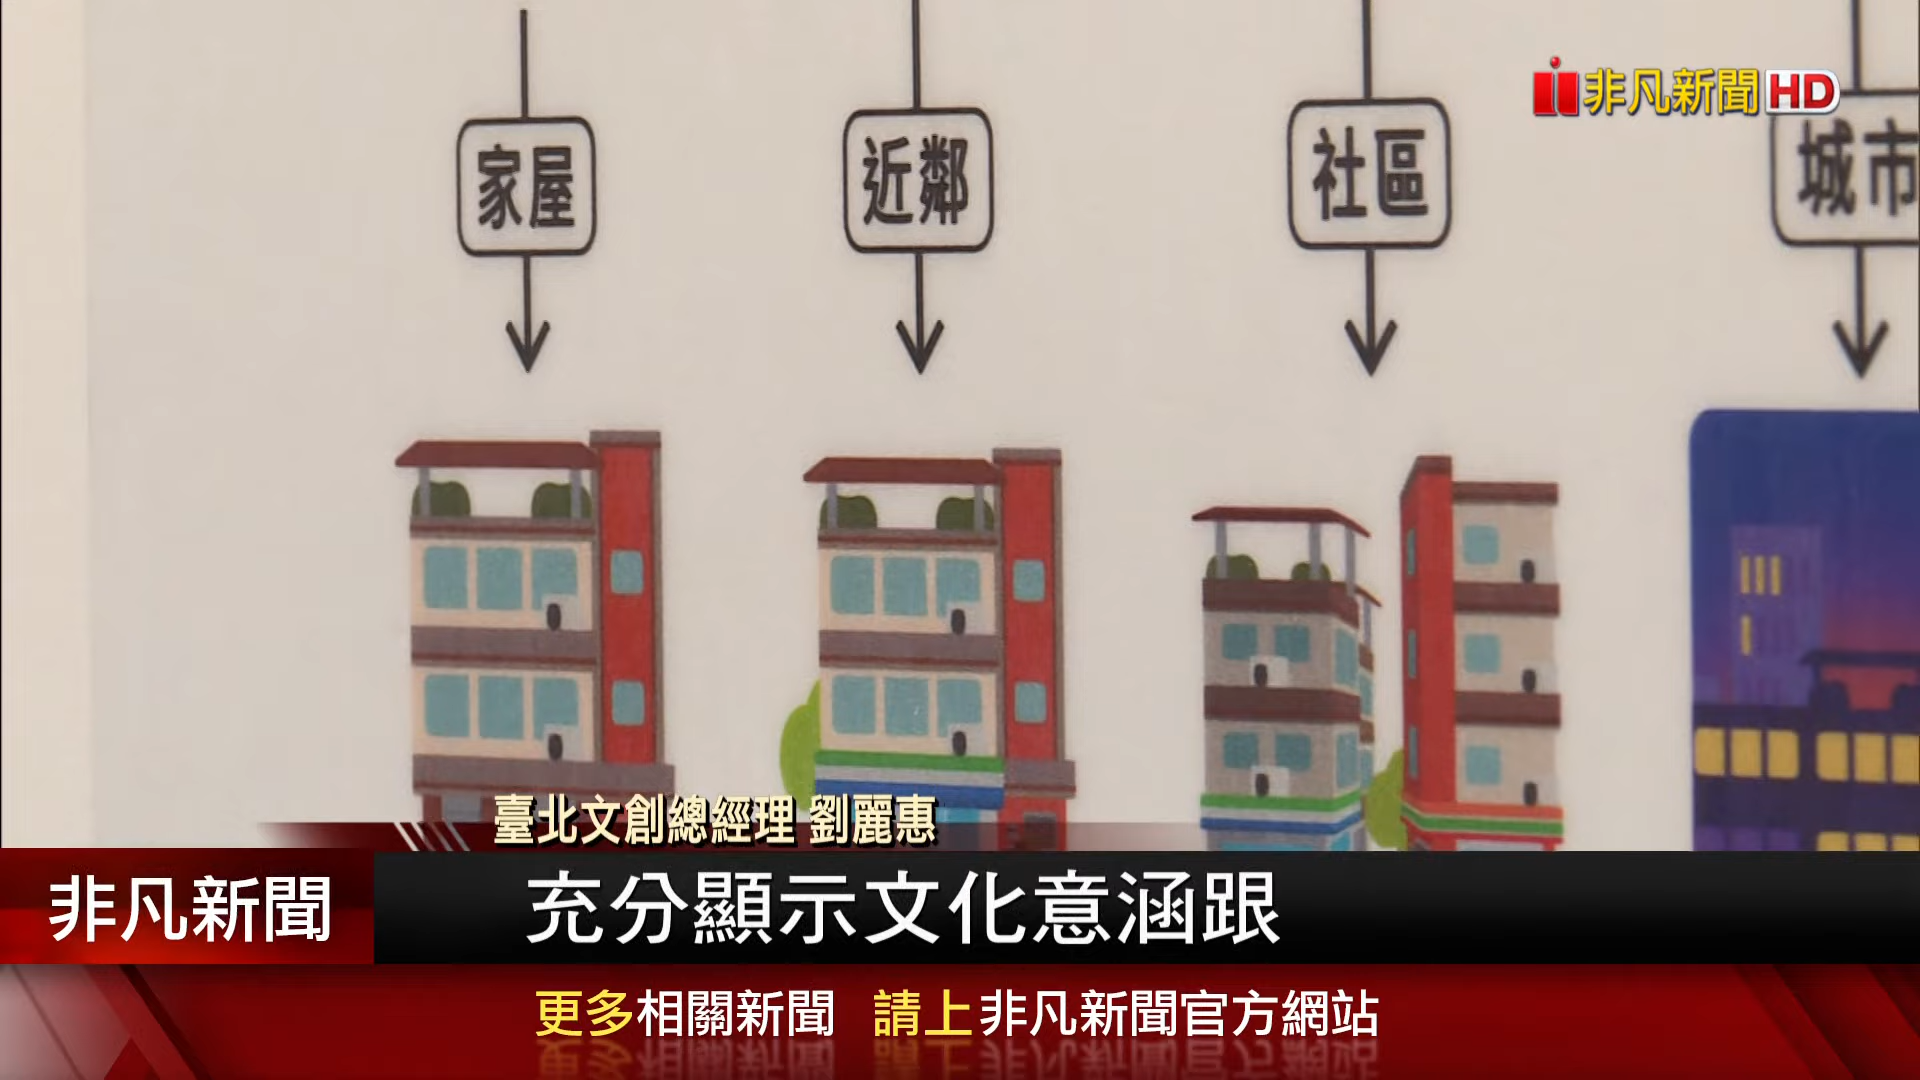 非凡新聞HD
家屋
近鄰
社區
城市
臺北文創總經理 劉麗惠
非凡新聞
充分顯示文化意涵跟
更多相關新聞 請上非凡新聞官方網站